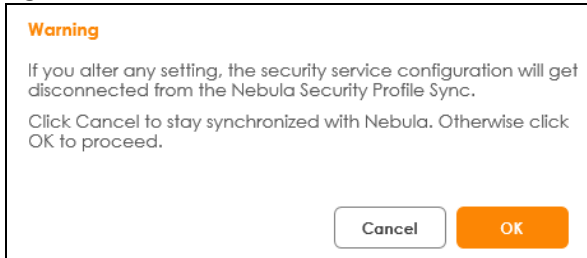 Warning
If you alter any setting, the security service configuration will get
disconnected from the Nebula Security Profile Sync.
Click Cancel to stay synchronized with Nebula. Otherwise click
OK to proceed.
Cancel
OK